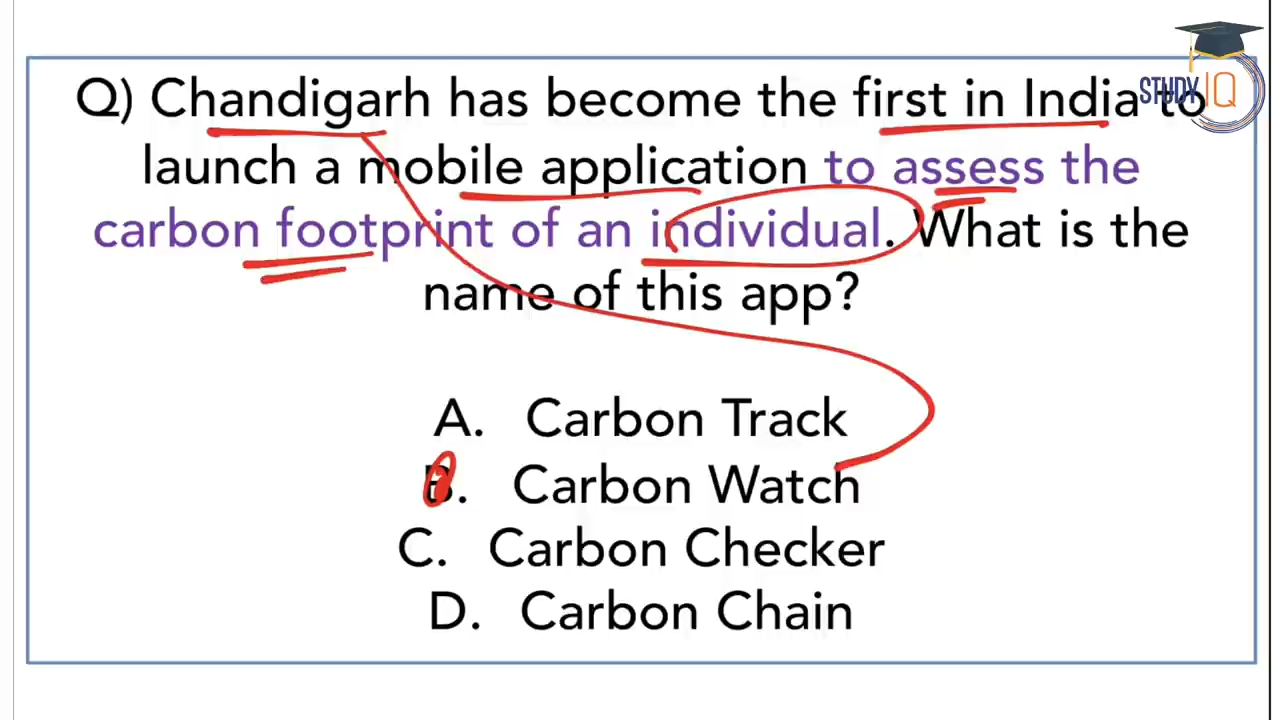 Q) Chandigarh has become the first in India to
launch a mobile application to assess the
carbon footprint of an individual. What is the
name of this app?
A. Carbon Track
B. Carbon Watch
C. Carbon Checker
D. Carbon Chain
STUDY IQ